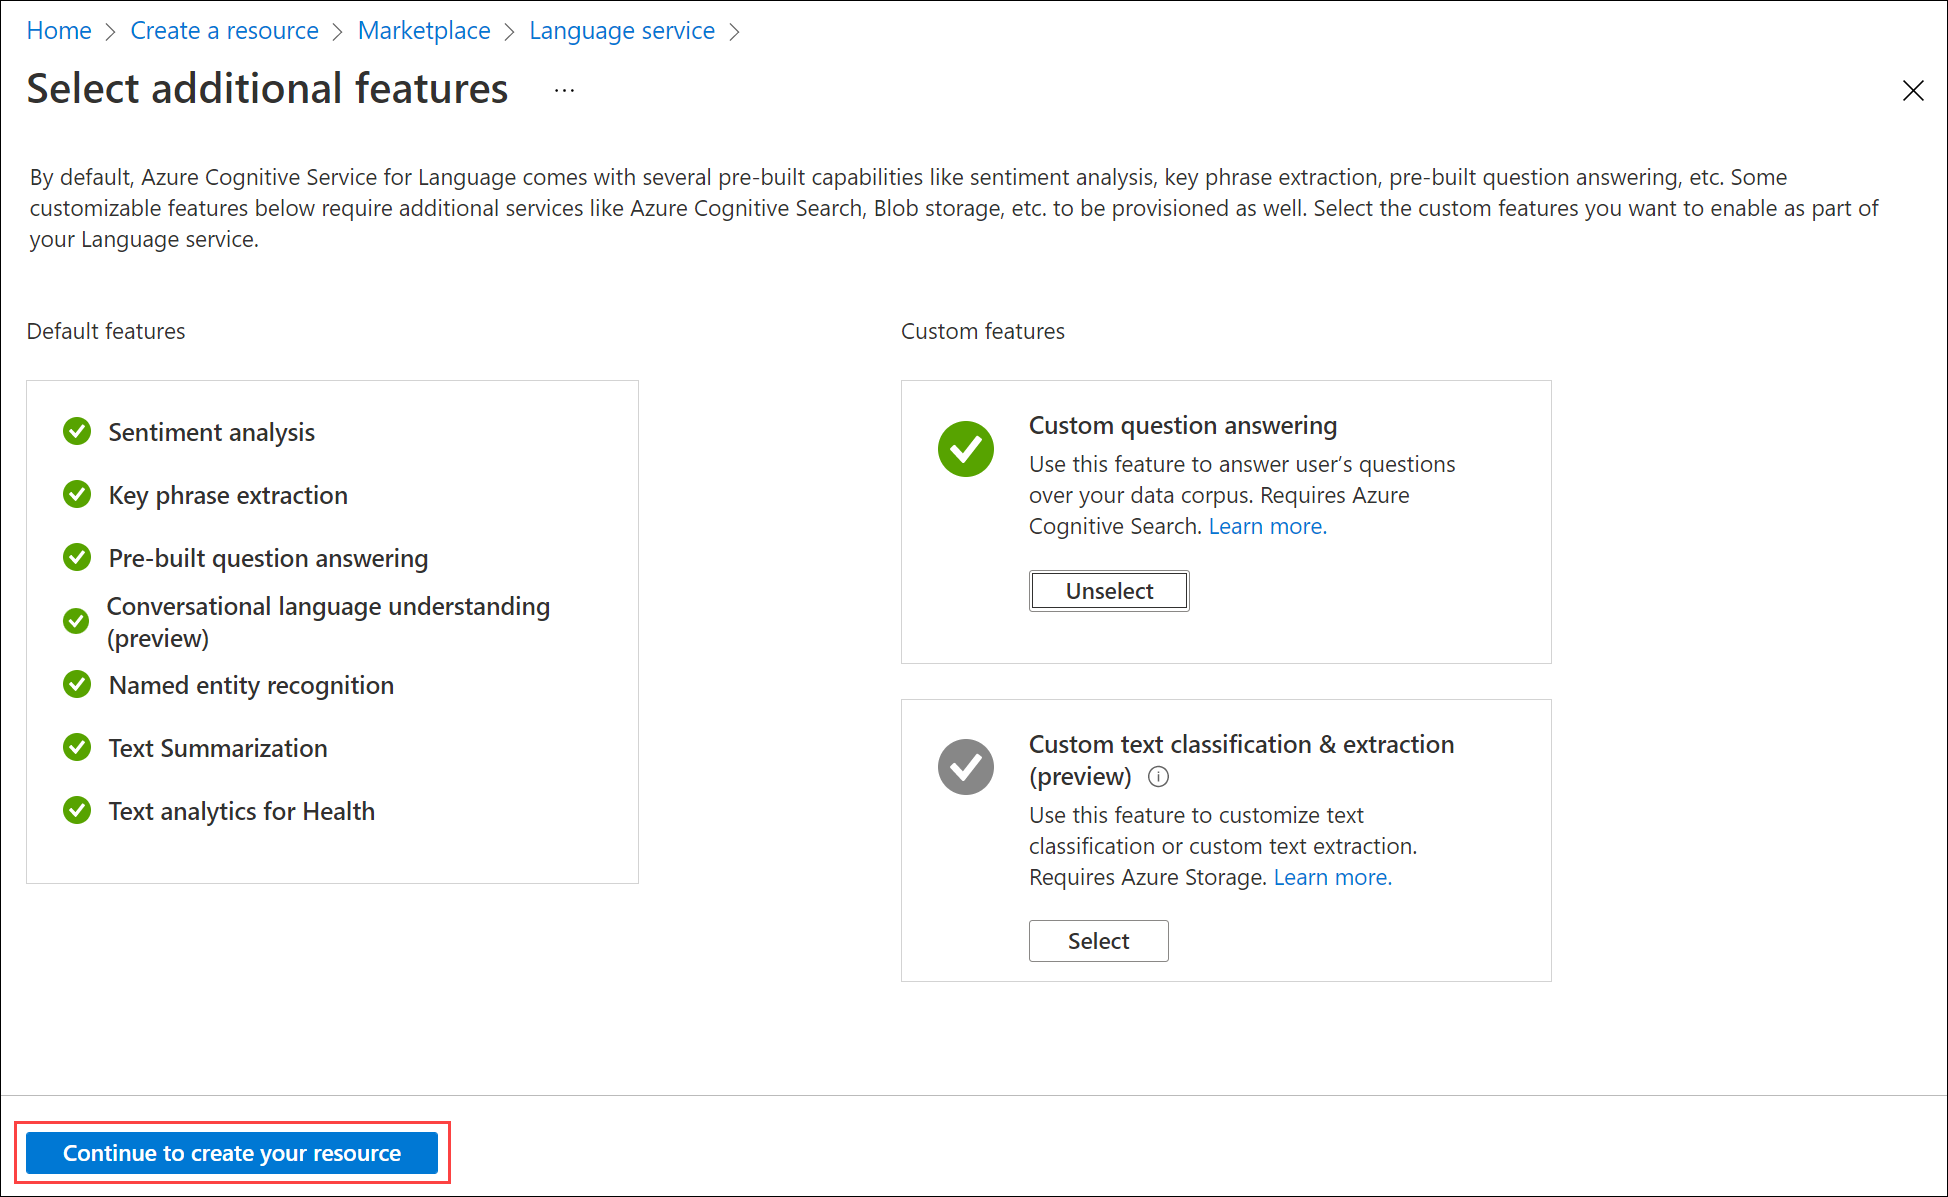 Home > Create a resource > Marketplace > Language service >
Select additional features ...
By default, Azure Cognitive Service for Language comes with several pre-built capabilities like sentiment analysis, key phrase extraction, pre-built question answering, etc. Some
customizable features below require additional services like Azure Cognitive Search, Blob storage, etc. to be provisioned as well. Select the custom features you want to enable as part of
your Language service.
Default features
Sentiment analysis
Key phrase extraction
Pre-built question answering
Conversational language understanding
(preview)
Named entity recognition
Text Summarization
Text analytics for Health
Custom features
Custom question answering
Use this feature to answer user’s questions
over your data corpus. Requires Azure
Cognitive Search. Learn more.
Unselect
Custom text classification & extraction
(preview)
Use this feature to customize text
classification or custom text extraction.
Requires Azure Storage. Learn more.
Select
Continue to create your resource